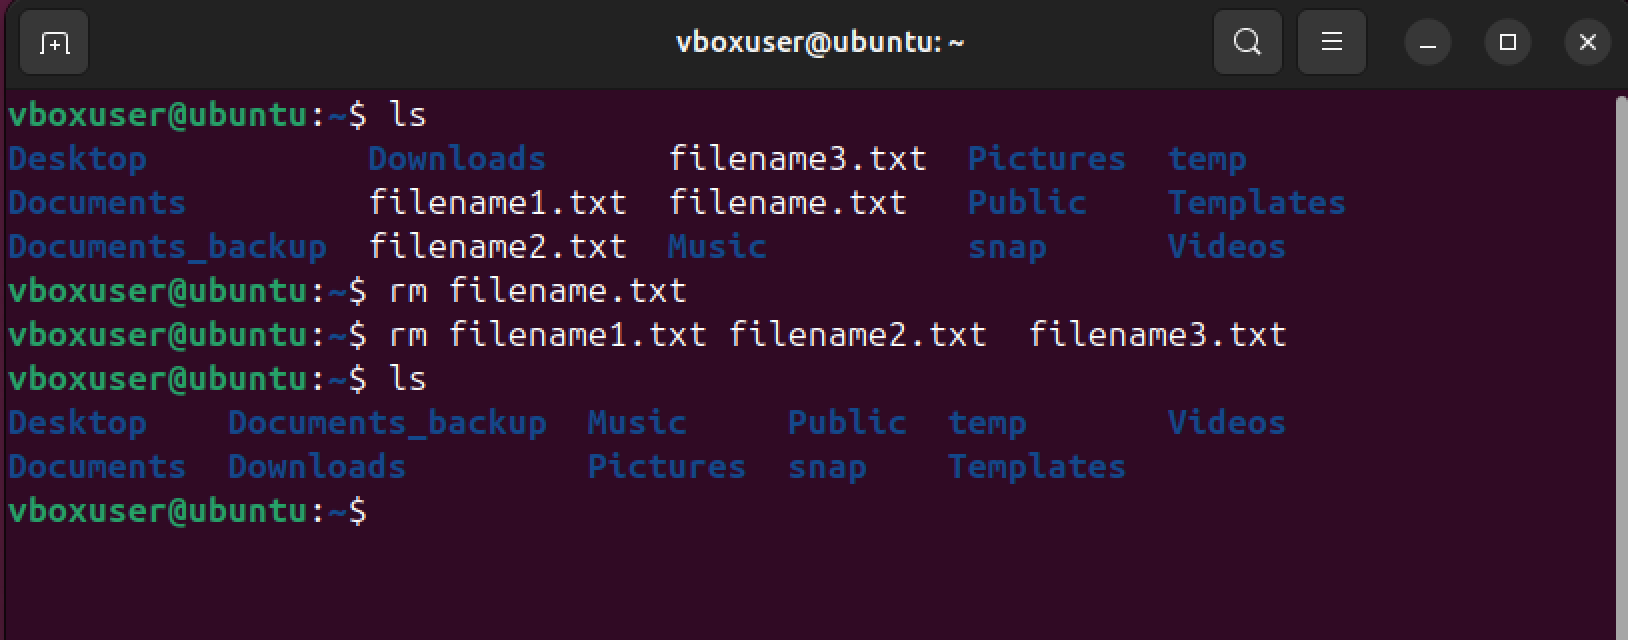 vboxuser@ubuntu: ~
vboxuser@ubuntu:~$ ls
Desktop           Downloads      filename3.txt  Pictures  temp
Documents         filename1.txt  filename.txt   Public    Templates
Documents_backup  filename2.txt  Music          snap      Videos
vboxuser@ubuntu:~$ rm filename.txt
vboxuser@ubuntu:~$ rm filename1.txt filename2.txt  filename3.txt
vboxuser@ubuntu:~$ ls
Desktop    Documents_backup  Music     Public  temp       Videos
Documents  Downloads         Pictures  snap    Templates
vboxuser@ubuntu:~$